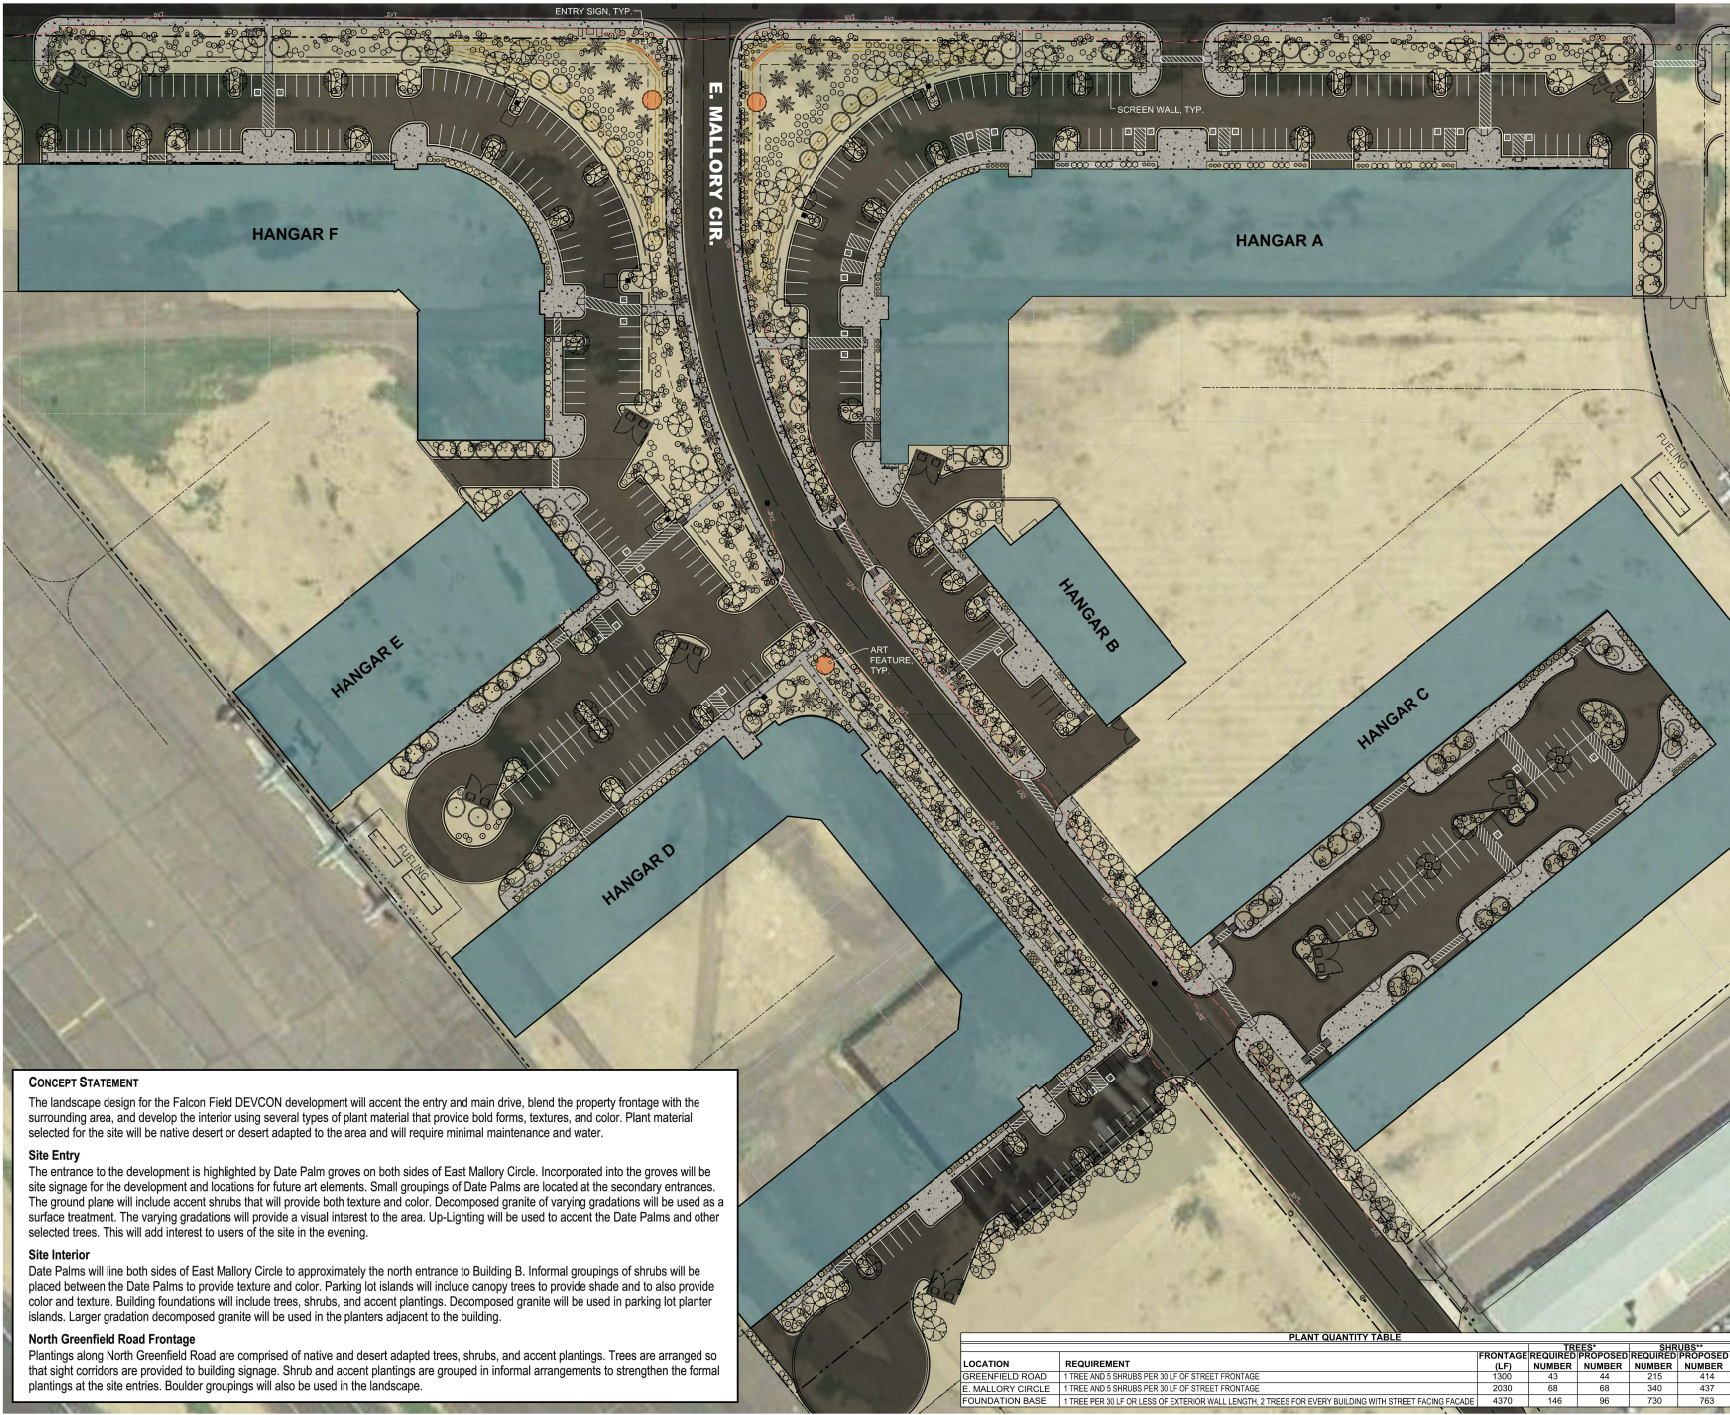 ENTRY SIGN, TYP.
SCREEN WALL, TYP.
E. MALLORY CIR.
HANGAR F
HANGAR A
FUELING
HANGAR B
HANGAR E
ART
FEATURE,
TYP.
HANGAR C
HANGAR D
FUELING
CONCEPT STATEMENT
The landscape design for the Falcon Field DEVCON development will accent the entry and main drive, blend the property frontage with the
surrounding area, and develop the interior using several types of plant material that provide bold forms, textures, and color. Plant material
selected for the site will be native desert or desert adapted to the area and will require minimal maintenance and water.
Site Entry
The entrance to the development is highlighted by Date Palm groves on both sides of East Mallory Circle. Incorporated into the groves will be
site signage for the development and locations for future art elements. Small groupings of Date Palms are located at the secondary entrances.
The ground plane will include accent shrubs that will provide both texture and color. Decomposed granite of varying gradations will be used as a
surface treatment. The varying gradations will provide a visual interest to the area. Up-Lighting will be used to accent the Date Palms and other
selected trees. This will add interest to users of the site in the evening.
Site Interior
Date Palms will line both sides of East Mallory Circle to approximately the north entrance to Building B. Informal groupings of shrubs will be
placed between the Date Palms to provide texture and color. Parking lot islands will include canopy trees to provide shade and to also provide
color and texture. Building foundations will include trees, shrubs, and accent plantings. Decomposed granite will be used in parking lot planter
islands. Larger gradation decomposed granite will be used in the planters adjacent to the building.
North Greenfield Road Frontage
Plantings along North Greenfield Road are comprised of native and desert adapted trees, shrubs, and accent plantings. Trees are arranged so
that sight corridors are provided to building signage. Shrub and accent plantings are grouped in informal arrangements to strengthen the formal
plantings at the site entries. Boulder groupings will also be used in the landscape.
PLANT QUANTITY TABLE
TREES* SHRUBS**
LOCATION REQUIREMENT FRONTAGE (LF) REQUIRED NUMBER PROPOSED NUMBER REQUIRED NUMBER PROPOSED NUMBER
GREENFIELD ROAD 1 TREE AND 5 SHRUBS PER 30 LF OF STREET FRONTAGE 1300 43 44 215 414
E. MALLORY CIRCLE 1 TREE AND 5 SHRUBS PER 30 LF OF STREET FRONTAGE 2030 68 68 340 437
FOUNDATION BASE 1 TREE PER 30 LF OR LESS OF EXTERIOR WALL LENGTH, 2 TREES FOR EVERY BUILDING WITH STREET FACING FACADE 4370 146 96 730 763